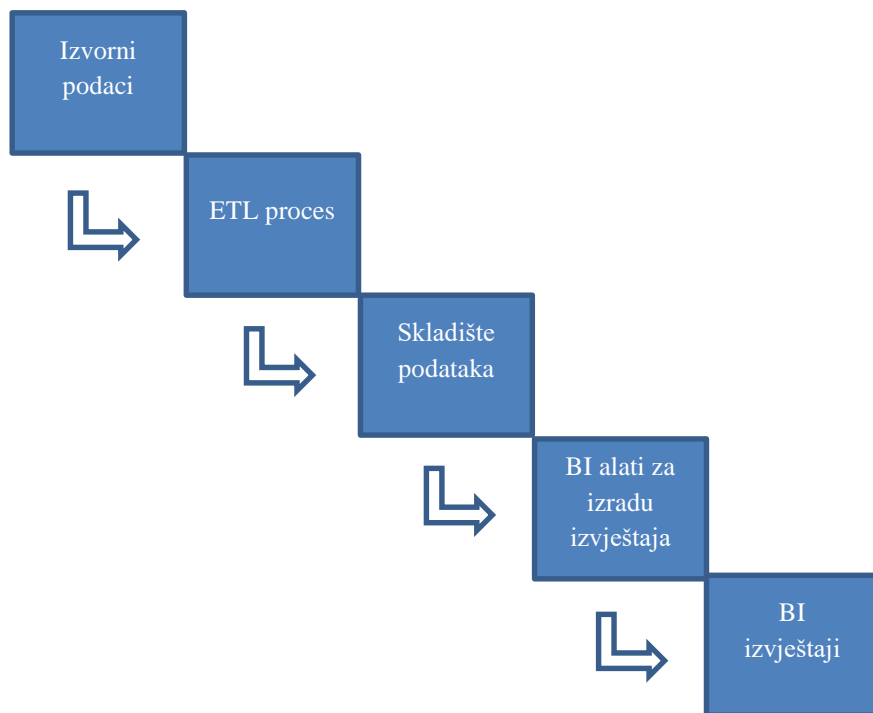 Izvorni
podaci
ETL proces
Skladište
podataka
BI alati za
izradu
izvještaja
BI
izvještaji